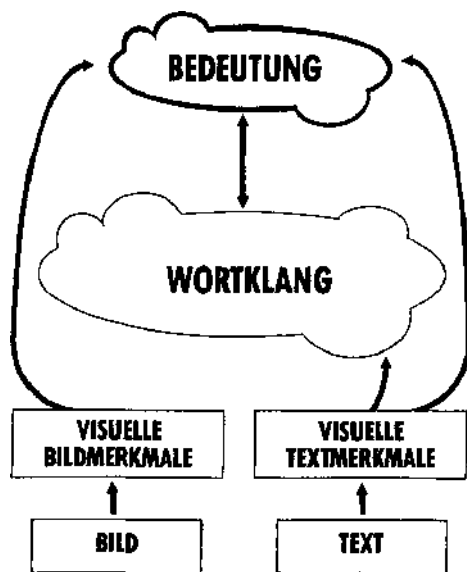 BEDEUTUNG
WORTKLANG
VISUELLE
BILDMERKMALE
VISUELLE
TEXTMERKMALE
BILD
TEXT